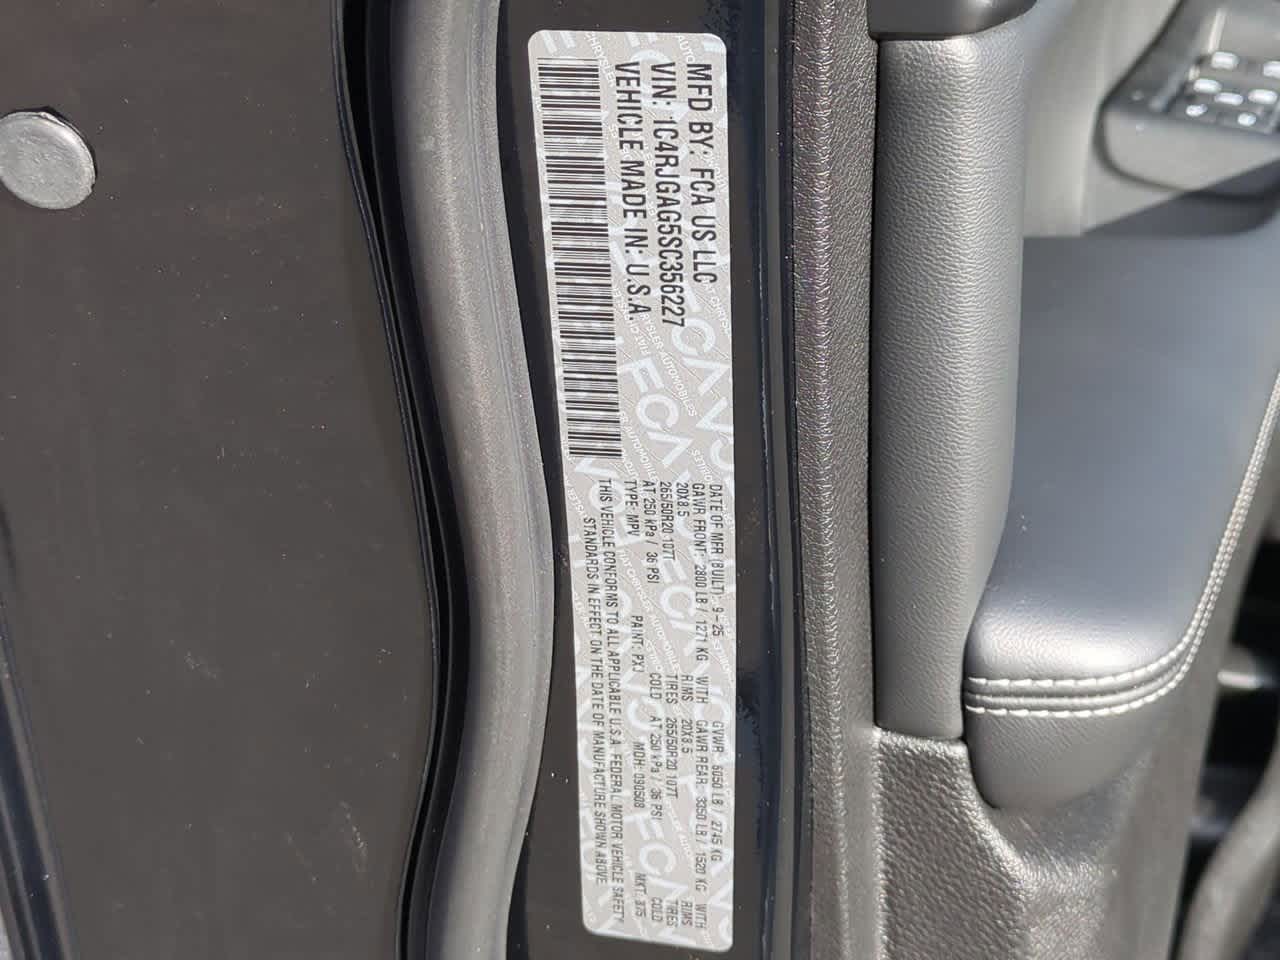 MFD BY: FCA US LLC
VIN: 1C4RJGAG5SC356227
VEHICLE MADE IN: U.S.A.
DATE OF MFR (BUILT): 9-25 GVWR 6050 LB / 2745 KG
GAWR FRONT: 2800 LB / 1271 KG WITH GAWR REAR: 3350 LB / 1520 KG WITH
20X8.5 RIMS 20X8.5 RIMS
265/50R20 107T TIRES 265/50R20 107T TIRES
AT 250 kPa / 36 PSI COLD AT 250 kPa / 36 PSI COLD
TYPE: MPV PAINT: PXJ MDH: 090508 MKT:
THIS VEHICLE CONFORMS TO ALL APPLICABLE U.S.A. FEDERAL MOTOR VEHICLE SAFETY
STANDARDS IN EFFECT ON THE DATE OF MANUFACTURE SHOWN ABOVE